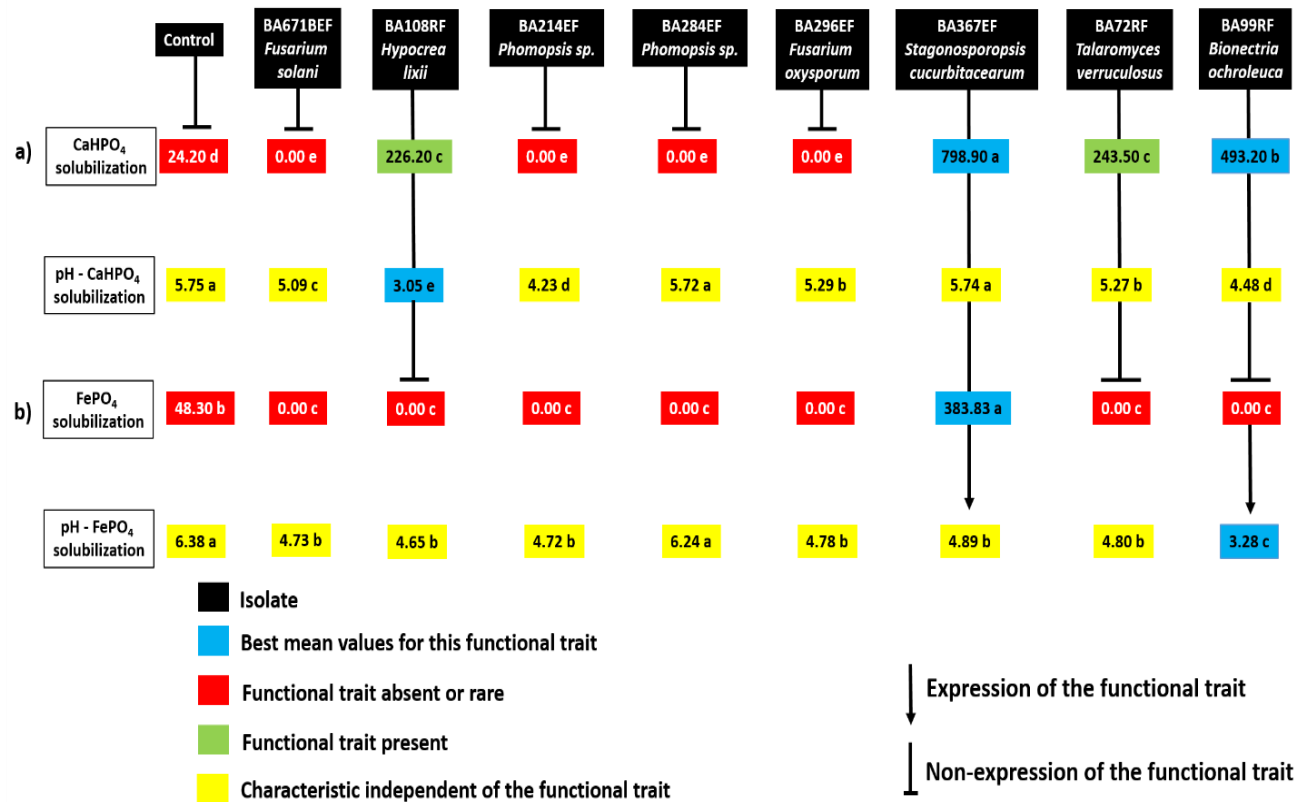 Control
BA671BEF
Fusarium
solani
BA108RF
Hypocrea
lixii
BA214EF
Phomopsis sp.
BA284EF
Phomopsis sp.
BA296EF
Fusarium
oxysporum
BA367EF
Stagonosporopsis
cucurbitacearum
BA72RF
Talaromyces
verruculosus
BA99RF
Bionectria
ochroleuca
a)
CaHPO₄
solubilization
24.20 d
0.00 e
226.20 c
0.00 e
0.00 e
0.00 e
798.90 a
243.50 c
493.20 b
pH - CaHPO₄
solubilization
5.75 a
5.09 c
3.05 e
4.23 d
5.72 a
5.29 b
5.74 a
5.27 b
4.48 d
b)
FePO₄
solubilization
48.30 b
0.00 c
0.00 c
0.00 c
0.00 c
0.00 c
383.83 a
0.00 c
0.00 c
pH - FePO₄
solubilization
6.38 a
4.73 b
4.65 b
4.72 b
6.24 a
4.78 b
4.89 b
4.80 b
3.28 c
Isolate
Best mean values for this functional trait
Functional trait absent or rare
Functional trait present
Characteristic independent of the functional trait
Expression of the functional trait
Non-expression of the functional trait